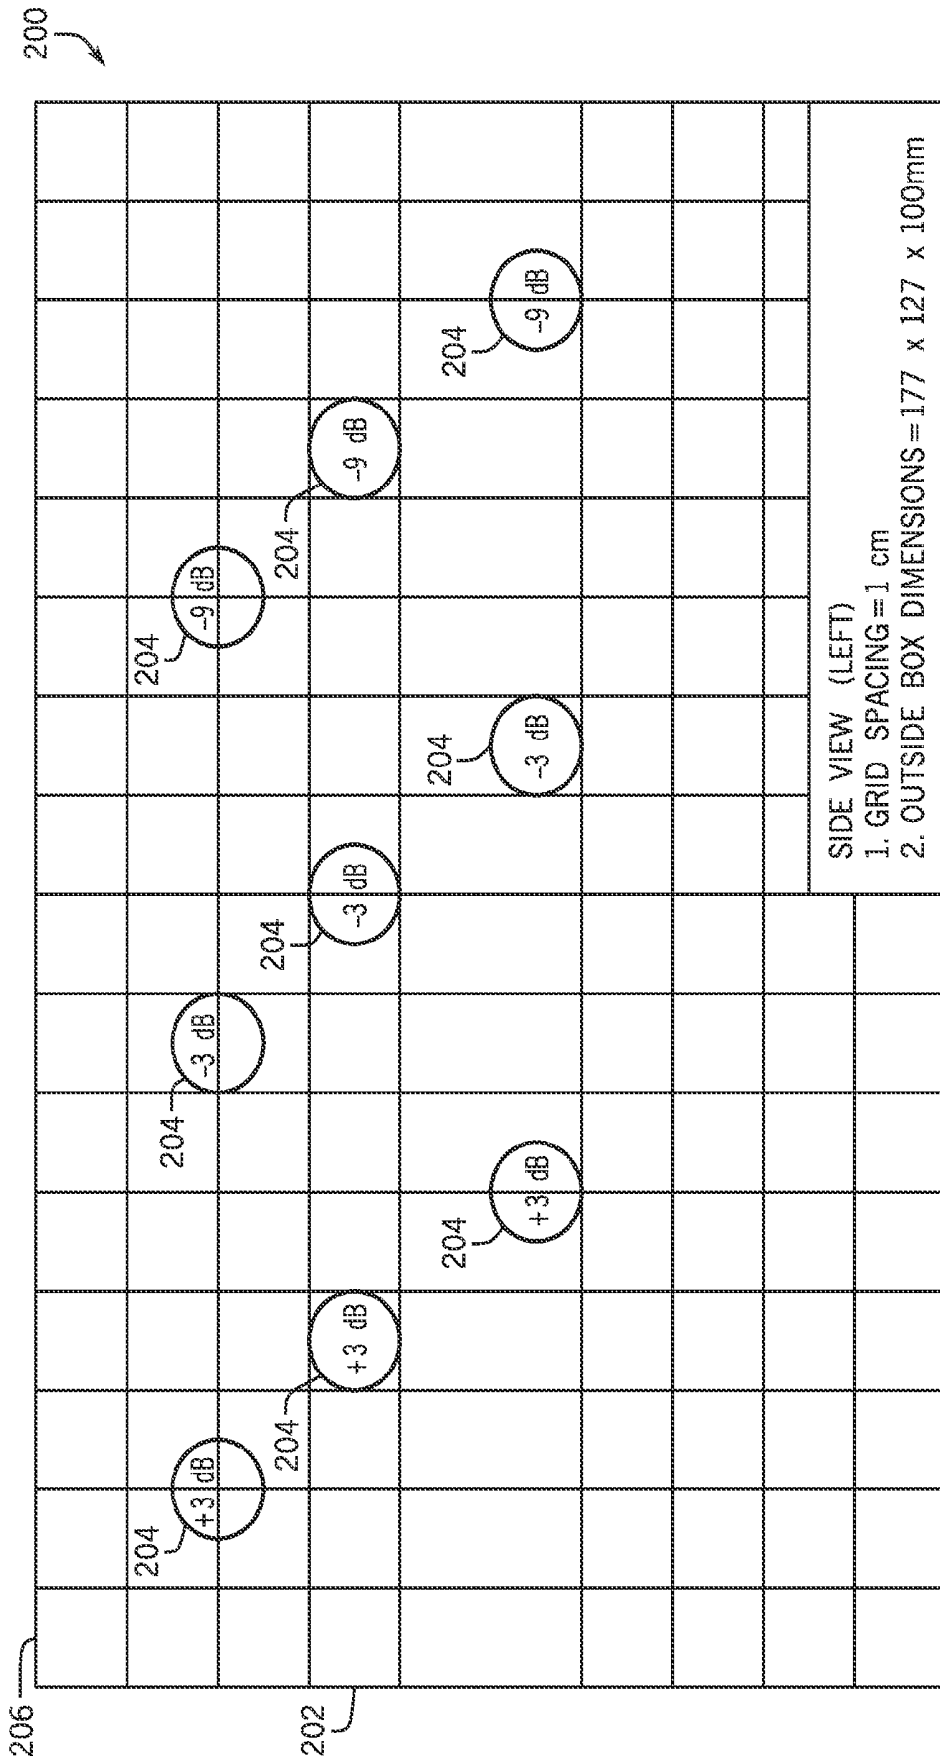 200
206
202
204
+3 dB
204
+3 dB
204
+3 dB
204
-3 dB
204
-3 dB
204
-3 dB
204
-9 dB
204
-9 dB
204
-9 dB
SIDE VIEW (LEFT)
1. GRID SPACING=1 cm
2. OUTSIDE BOX DIMENSIONS=177 x 127 x 100mm